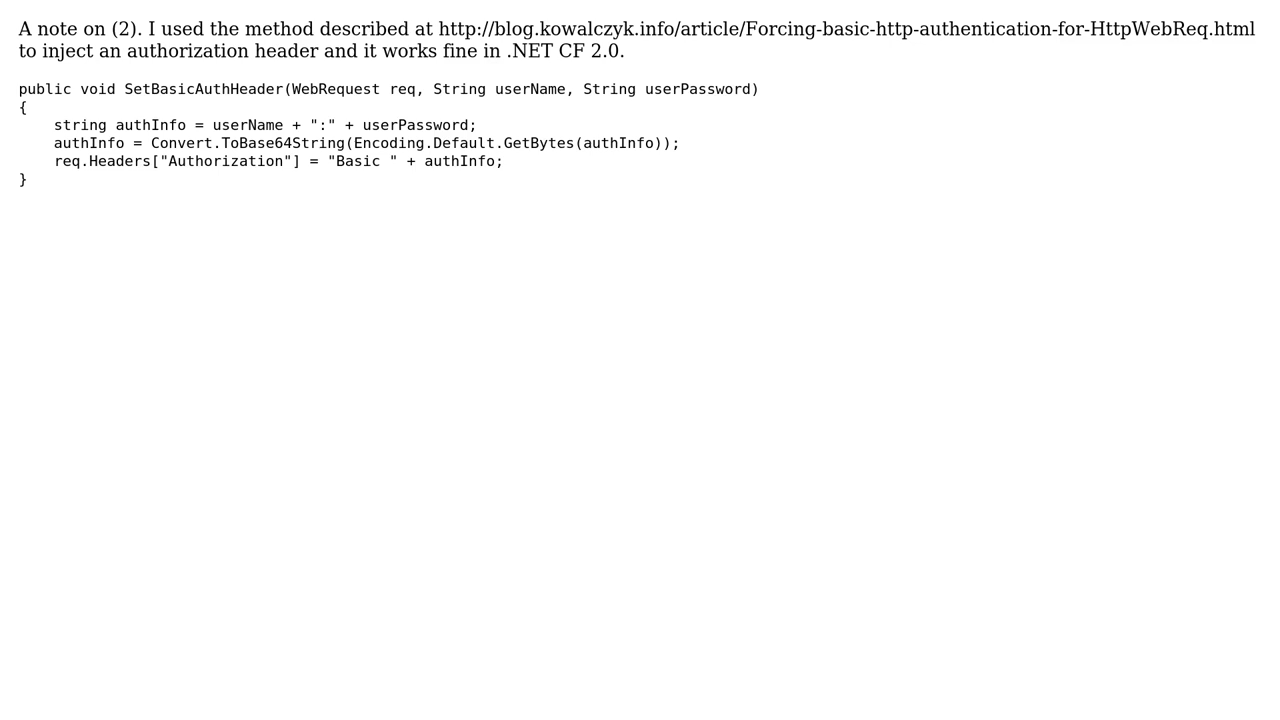 A note on (2). I used the method described at http://blog.kowalczyk.info/article/Forcing-basic-http-authentication-for-HttpWebReq.html
to inject an authorization header and it works fine in .NET CF 2.0.
public void SetBasicAuthHeader(WebRequest req, String userName, String userPassword)
{
    string authInfo = userName + ":" + userPassword;
    authInfo = Convert.ToBase64String(Encoding.Default.GetBytes(authInfo));
    req.Headers["Authorization"] = "Basic " + authInfo;
}